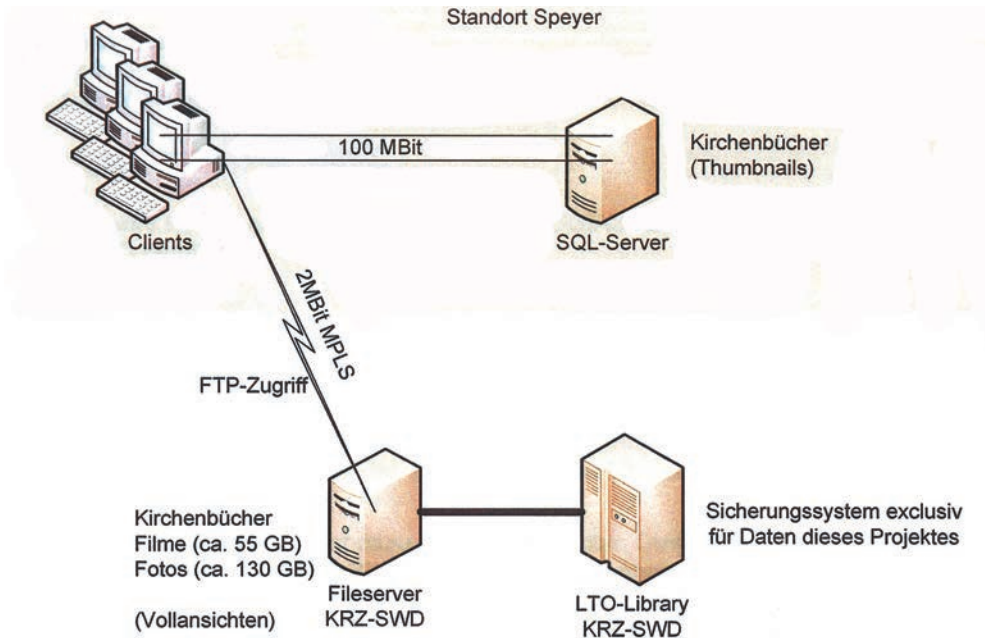 Standort Speyer
100 MBit
Kirchenbücher
(Thumbnails)
Clients
SQL-Server
2MBit MPLS
FTP-Zugriff
Kirchenbücher
Filme (ca. 55 GB)
Fotos (ca. 130 GB)
(Vollansichten)
Fileserver
KRZ-SWD
LTO-Library
KRZ-SWD
Sicherungssystem exclusiv
für Daten dieses Projektes